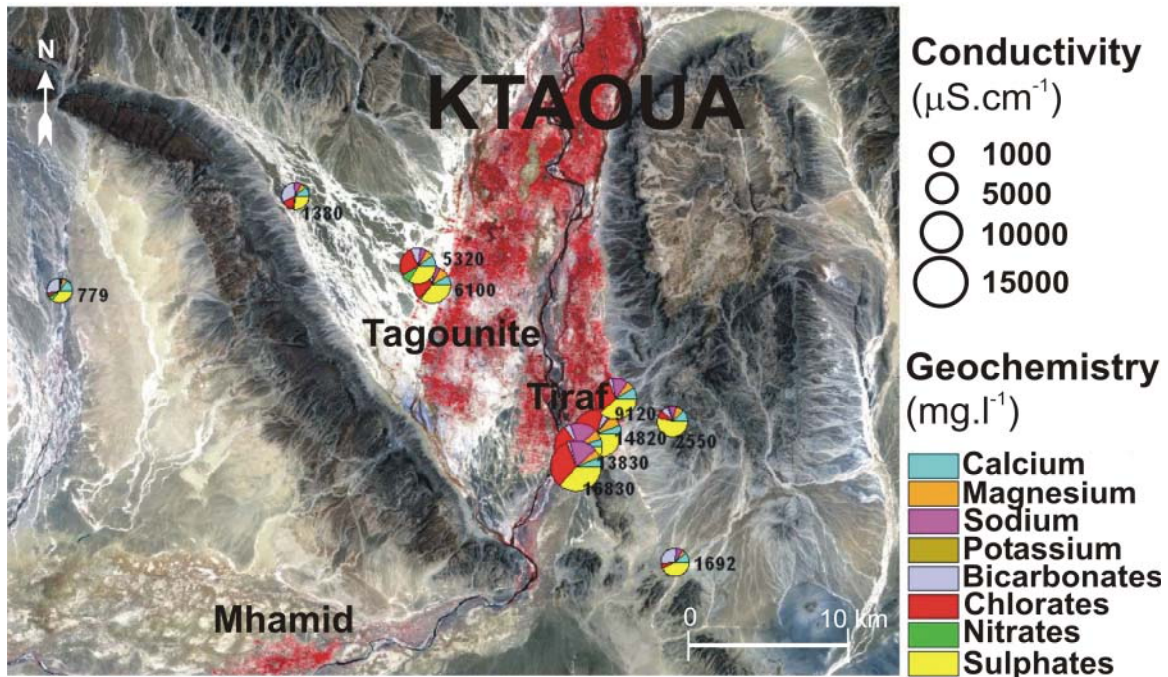 N
KTAOUA
1380
5320
6100
779
Tagounite
Tiraf
9120
2550
14820
13830
16830
1692
Mhamid
0 10 km
Conductivity
(μS.cm⁻¹)
1000
5000
10000
15000
Geochemistry
(mg.l⁻¹)
Calcium
Magnesium
Sodium
Potassium
Bicarbonates
Chlorates
Nitrates
Sulphates